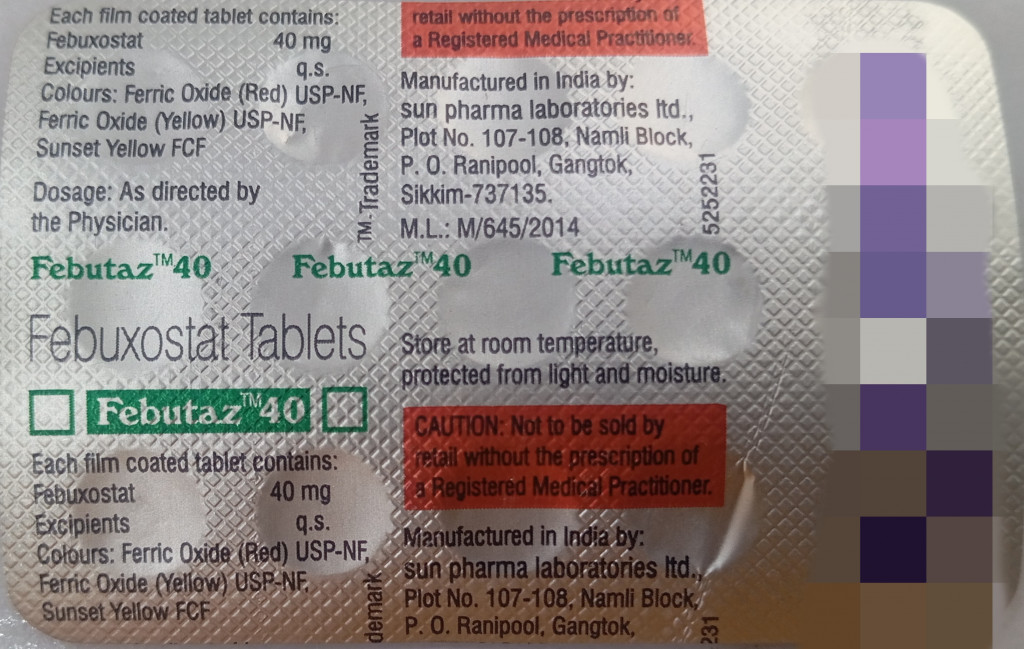 Each film coated tablet contains:
Febuxostat 40 mg
Excipients q.s.
Colours: Ferric Oxide (Red) USP-NF,
Ferric Oxide (Yellow) USP-NF,
Sunset Yellow FCF
Dosage: As directed by
the Physician.
TM-Trademark
retail without the prescription of
a Registered Medical Practitioner.
Manufactured in India by:
sun pharma laboratories ltd.,
Plot No. 107-108, Namli Block,
P. O. Ranipool, Gangtok,
Sikkim-737135.
M.L.: M/645/2014
5252231
Febutaz™40 Febutaz™40 Febutaz™40
Febuxostat Tablets
Febutaz™40
Each film coated tablet contains:
Febuxostat 40 mg
Excipients q.s.
Colours: Ferric Oxide (Red) USP-NF,
Ferric Oxide (Yellow) USP-NF,
Sunset Yellow FCF
demark
Store at room temperature,
protected from light and moisture.
CAUTION: Not to be sold by
retail without the prescription of
a Registered Medical Practitioner.
Manufactured in India by:
sun pharma laboratories ltd.,
Plot No. 107-108, Namli Block,
P. O. Ranipool, Gangtok,
231